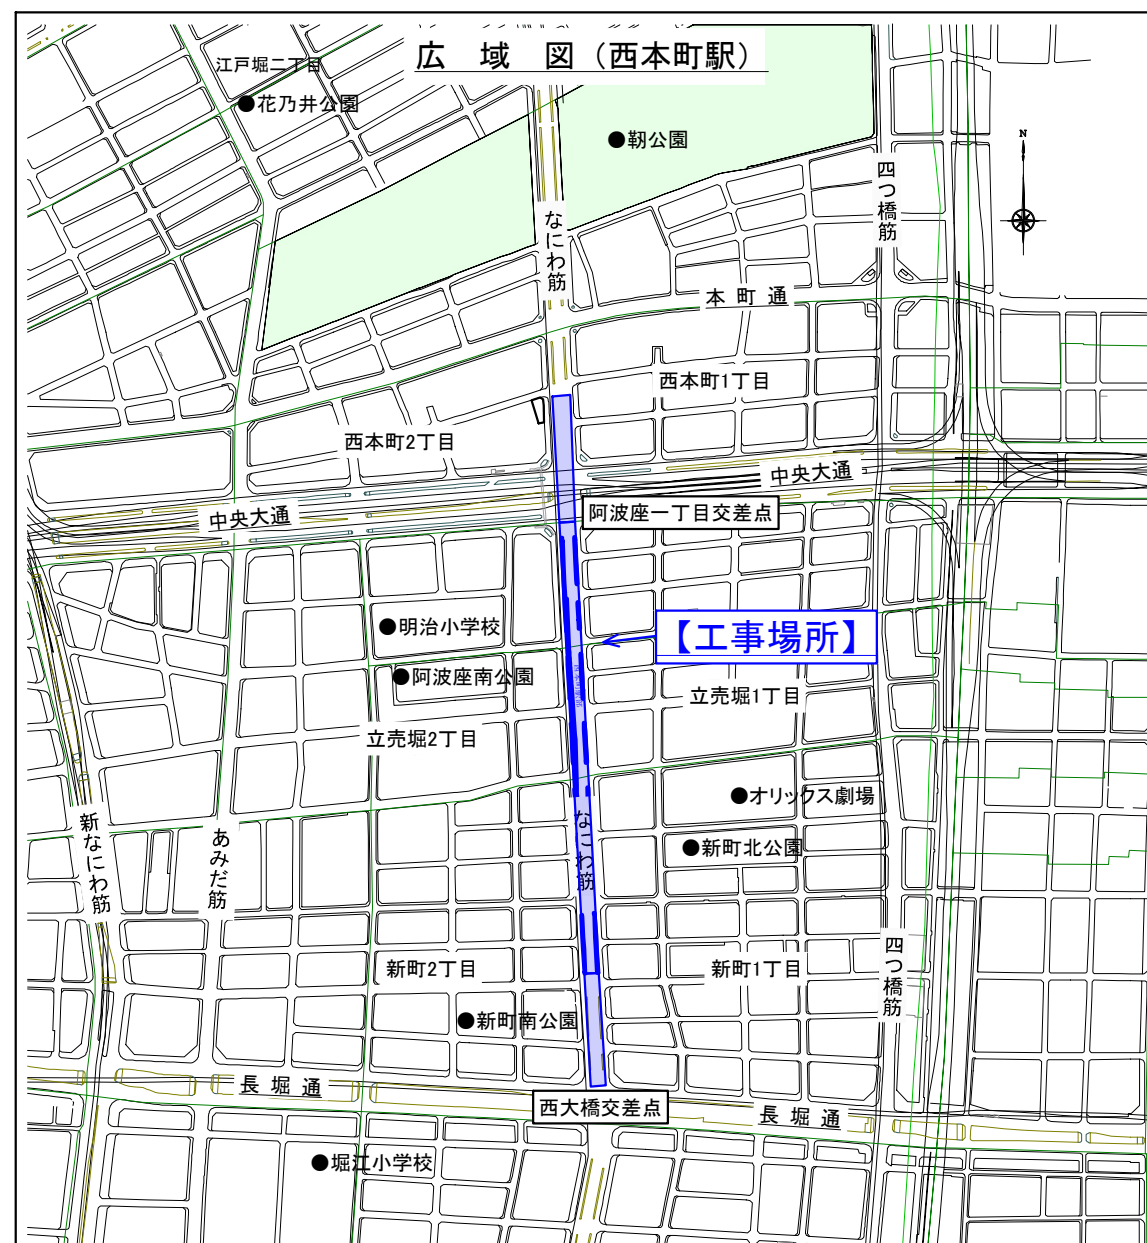 広 域 図（西本町駅）
江戸堀二丁目
●花乃井公園
●靭公園
N
四つ橋筋
なにわ筋
本町通
西本町1丁目
西本町2丁目
中央大通
中央大通
阿波座一丁目交差点
●明治小学校
【工事場所】
●阿波座南公園
立売堀1丁目
立売堀2丁目
●オリックス劇場
新なにわ筋
あみだ筋
なにわ筋
●新町北公園
四つ橋筋
新町2丁目
新町1丁目
●新町南公園
長堀通
西大橋交差点
長堀通
●堀江小学校